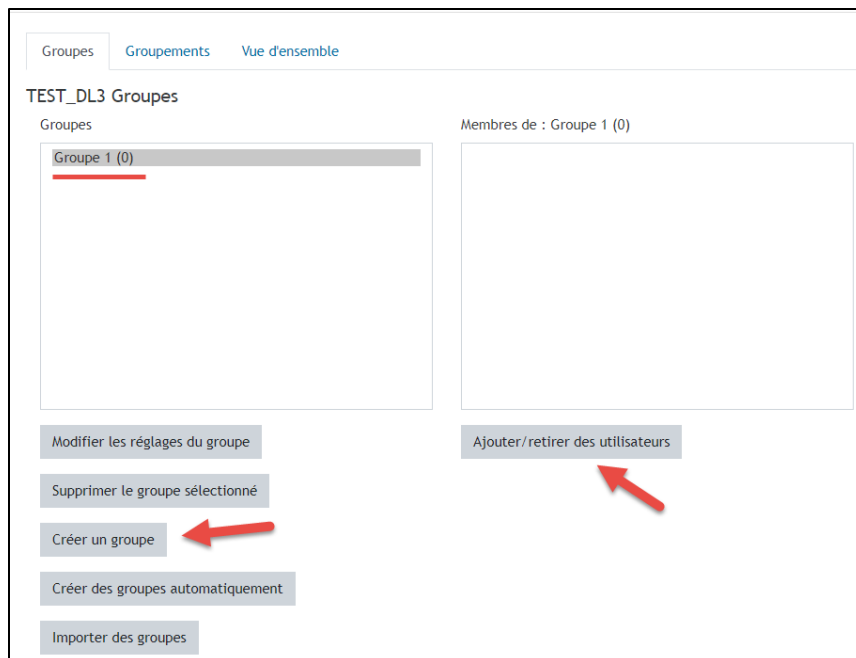 Groupes Groupements Vue d'ensemble
TEST_DL3 Groupes
Groupes
Membres de : Groupe 1 (0)
Groupe 1 (0)
Modifier les réglages du groupe
Ajouter/retirer des utilisateurs
Supprimer le groupe sélectionné
Créer un groupe
Créer des groupes automatiquement
Importer des groupes